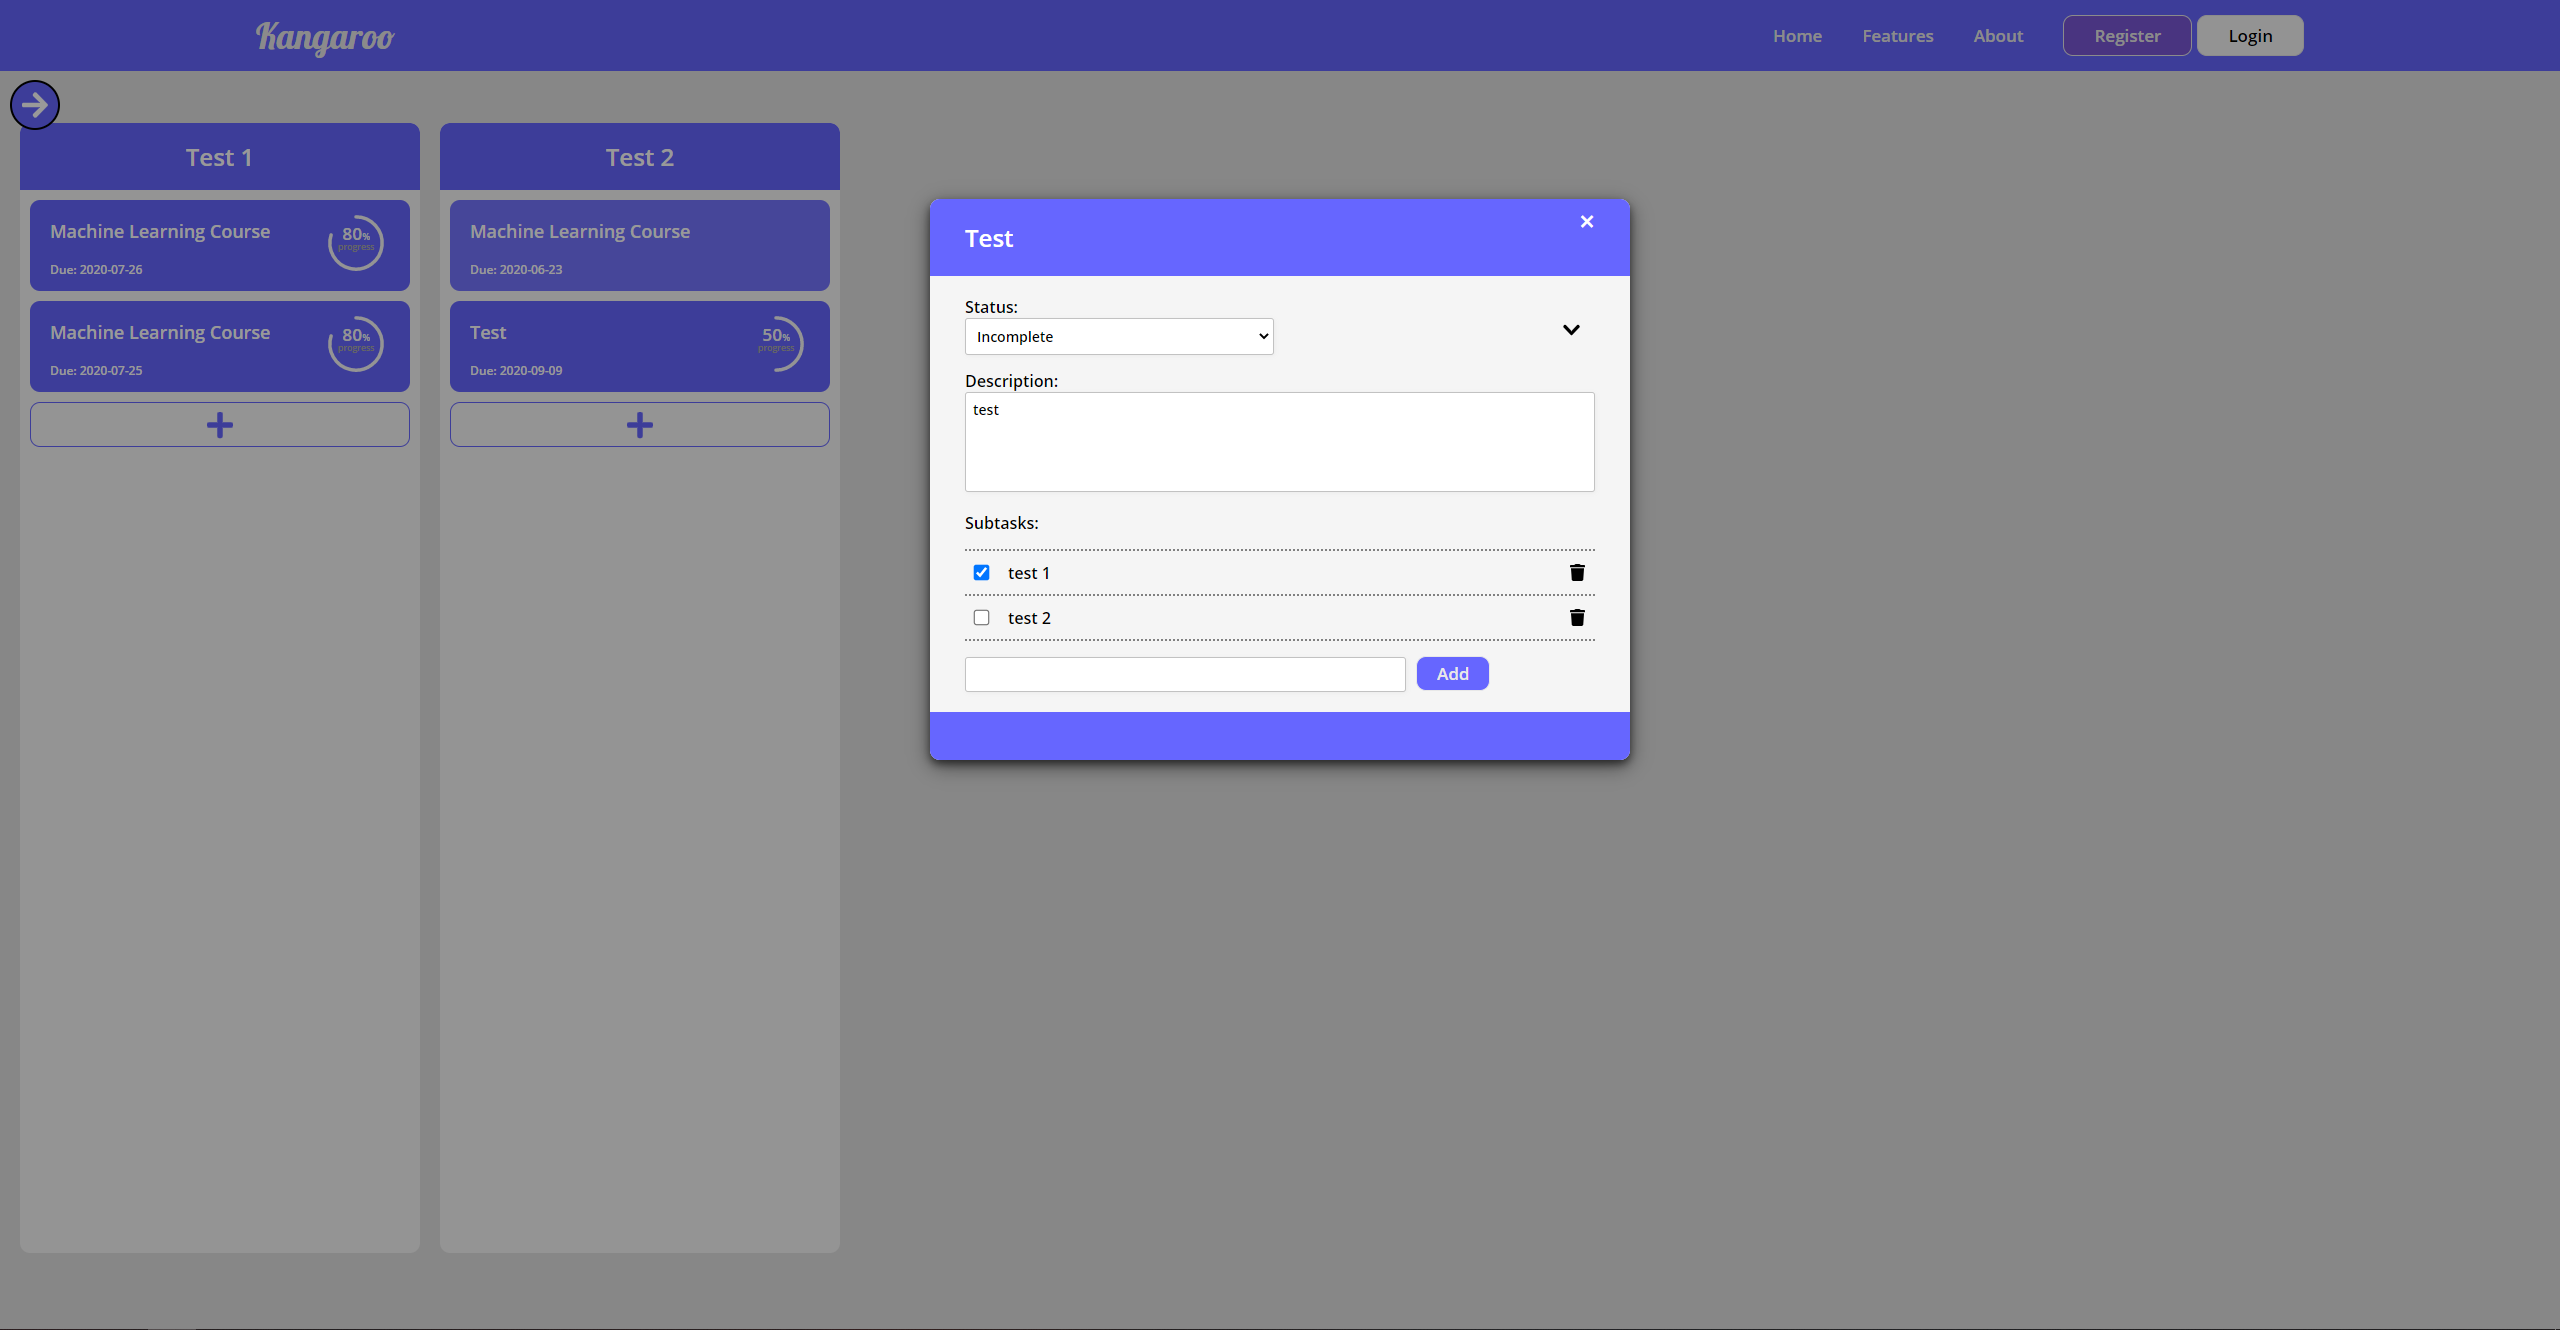 Kangaroo
Home Features About Register Login
Test 1
Machine Learning Course
80%
progress
Due: 2020-07-26
Machine Learning Course
80%
progress
Due: 2020-07-25
Test 2
Machine Learning Course
Due: 2020-06-23
Test
50%
progress
Due: 2020-09-09
Test
Status:
Incomplete
Description:
test
Subtasks:
test 1
test 2
Add